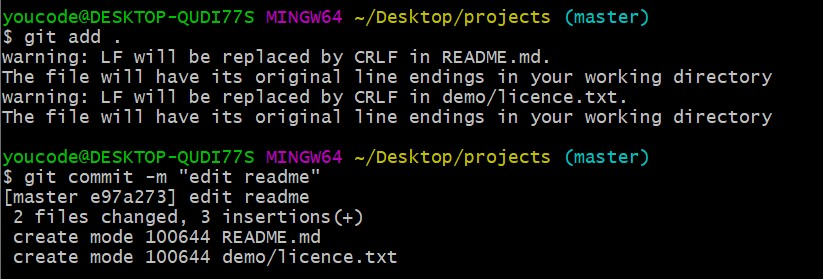 youcode@DESKTOP-QUDI77S MINGW64 ~/Desktop/projects (master)
$ git add .
warning: LF will be replaced by CRLF in README.md.
The file will have its original line endings in your working directory
warning: LF will be replaced by CRLF in demo/licence.txt.
The file will have its original line endings in your working directory
youcode@DESKTOP-QUDI77S MINGW64 ~/Desktop/projects (master)
$ git commit -m "edit readme"
[master e97a273] edit readme
 2 files changed, 3 insertions(+)
 create mode 100644 README.md
 create mode 100644 demo/licence.txt